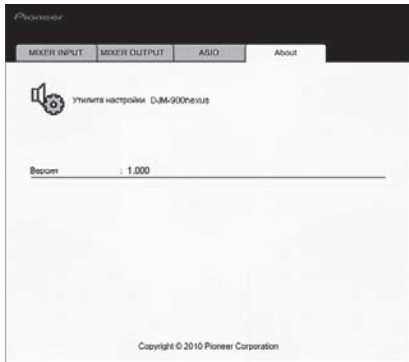 Pioneer
MIXER INPUT MIXER OUTPUT ASIO About
Утилита настройки DJM-900nexus
Версия : 1.000
Copyright © 2010 Pioneer Corporation